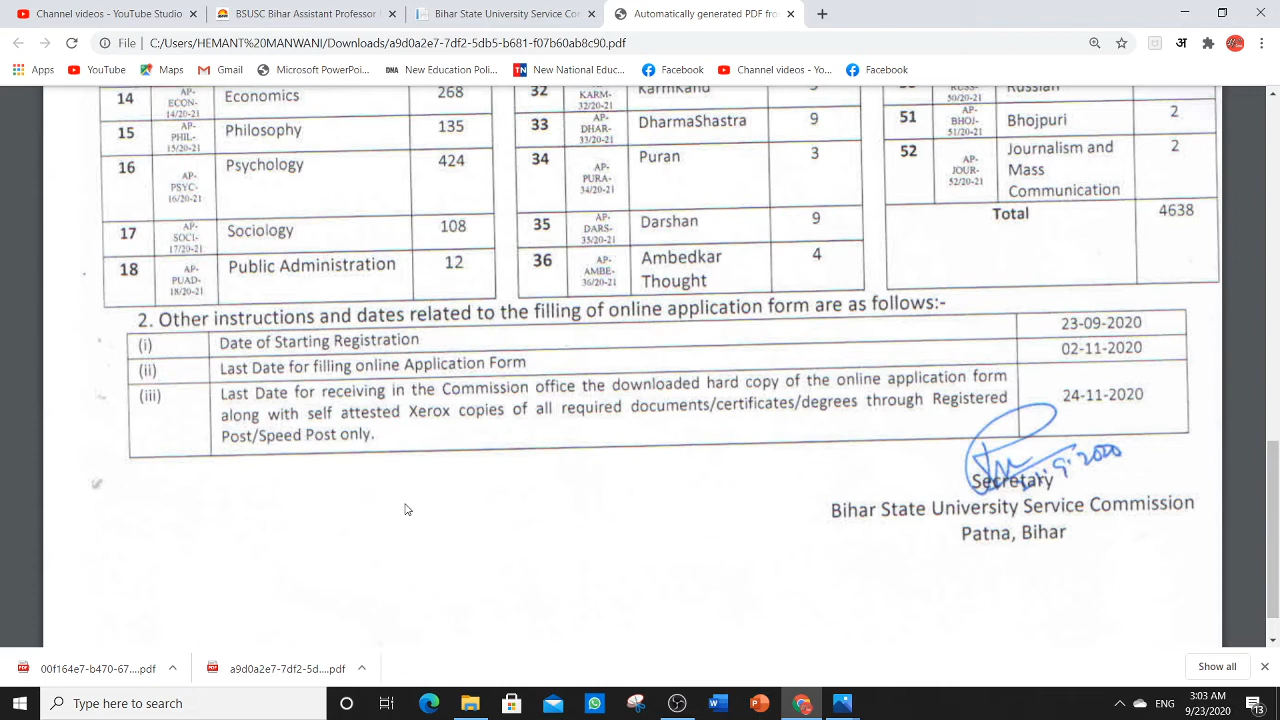 Channel videos - YouTube Studio
BSUSC Bihar Assistant Professor
Bihar State University Service Co
Automatically generated PDF fro
File C:/Users/HEMANT%20MANWANI/Downloads/a9d0a2e7-7df2-5db5-b681-f07b60ab8c90.pdf
Apps YouTube Maps Gmail Microsoft PowerPoi... DNA New Education Poli... TN New National Educ... Facebook Channel videos - Yo... Facebook
14 AP-ECON-14/20-21 Economics 268
15 AP-PHIL-15/20-21 Philosophy 135
16 AP-PSYC-16/20-21 Psychology 424
17 AP-SOCI-17/20-21 Sociology 108
18 AP-PUAD-18/20-21 Public Administration 12
32 KARM-32/20-21 KarmKand
33 AP-DHAR-33/20-21 DharmaShastra 9
34 AP-PURA-34/20-21 Puran 3
35 AP-DARS-35/20-21 Darshan 9
36 AP-AMBE-36/20-21 Ambedkar Thought 4
RUSS-50/20-21 Russian
51 AP-BHOJ-51/20-21 Bhojpuri 2
52 AP-JOUR-52/20-21 Journalism and Mass Communication 2
Total 4638
2. Other instructions and dates related to the filling of online application form are as follows:-
(i) Date of Starting Registration 23-09-2020
(ii) Last Date for filling online Application Form 02-11-2020
(iii) Last Date for receiving in the Commission office the downloaded hard copy of the online application form
along with self attested Xerox copies of all required documents/certificates/degrees through Registered
Post/Speed Post only.
24-11-2020
Secretary
Bihar State University Service Commission
Patna, Bihar
00f164e7-b470-67....pdf
a9d0a2e7-7df2-5d....pdf
Show all
Type here to search
ENG
3:03 AM
9/23/2020
13